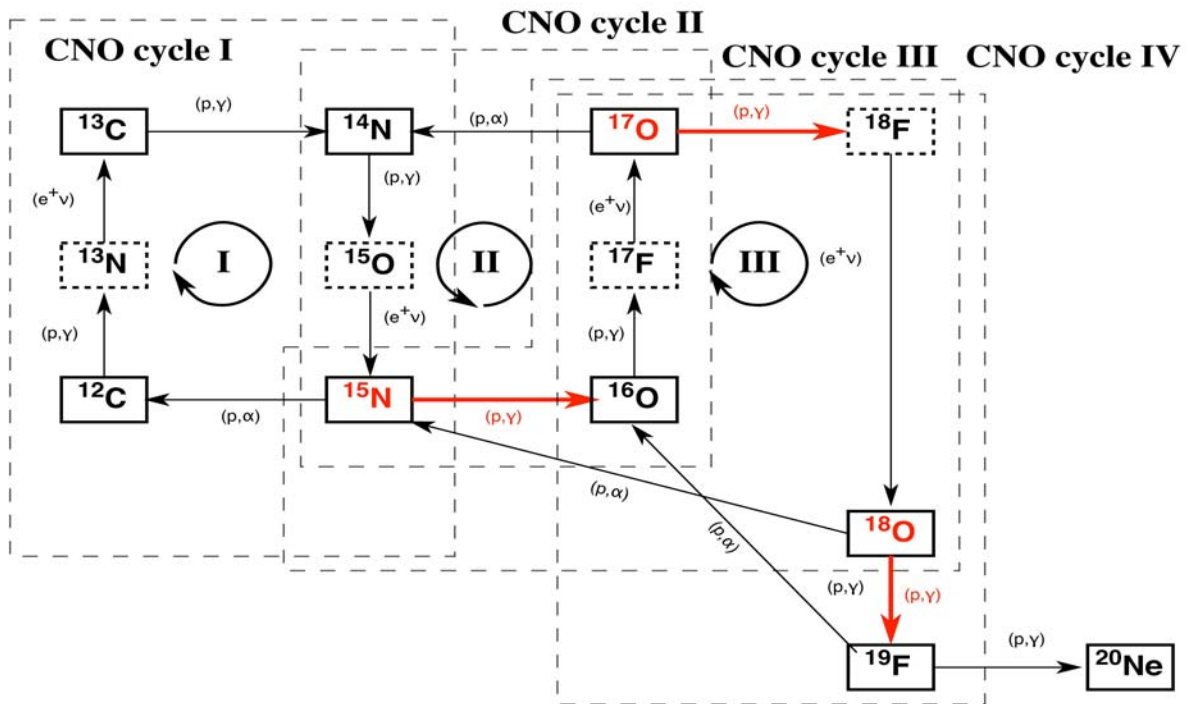 CNO cycle I
CNO cycle II
CNO cycle III
CNO cycle IV
¹³C
(p,γ)
¹⁴N
(p,α)
¹⁷O
(p,γ)
¹⁸F
(e⁺ν)
(p,γ)
(e⁺ν)
¹³N
I
¹⁵O
II
¹⁷F
III
(e⁺ν)
(p,γ)
(e⁺ν)
(p,γ)
¹²C
(p,α)
¹⁵N
(p,γ)
¹⁶O
(p,α)
(p,α)
¹⁸O
(p,γ)
(p,γ)
¹⁹F
(p,γ)
²⁰Ne